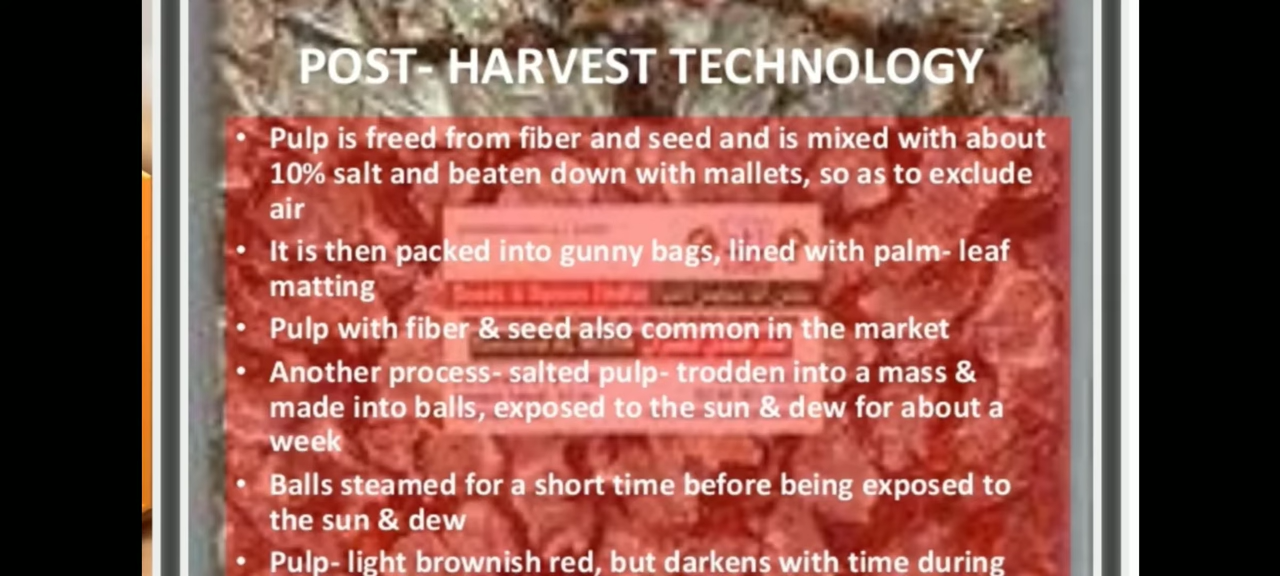 POST- HARVEST TECHNOLOGY
• Pulp is freed from fiber and seed and is mixed with about
10% salt and beaten down with mallets, so as to exclude
air
• It is then packed into gunny bags, lined with palm- leaf
matting
• Pulp with fiber & seed also common in the market
• Another process- salted pulp- trodden into a mass &
made into balls, exposed to the sun & dew for about a
week
• Balls steamed for a short time before being exposed to
the sun & dew
• Pulp- light brownish red, but darkens with time during